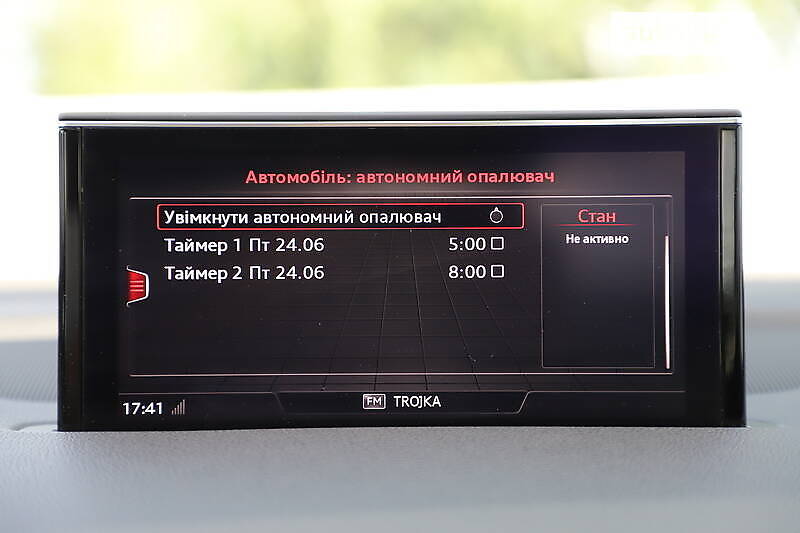 Автомобіль: автономний опалювач
Увімкнути автономний опалювач
Таймер 1 Пт 24.06 5:00
Таймер 2 Пт 24.06 8:00
Стан
Не активно
17:41
FM TROJKA